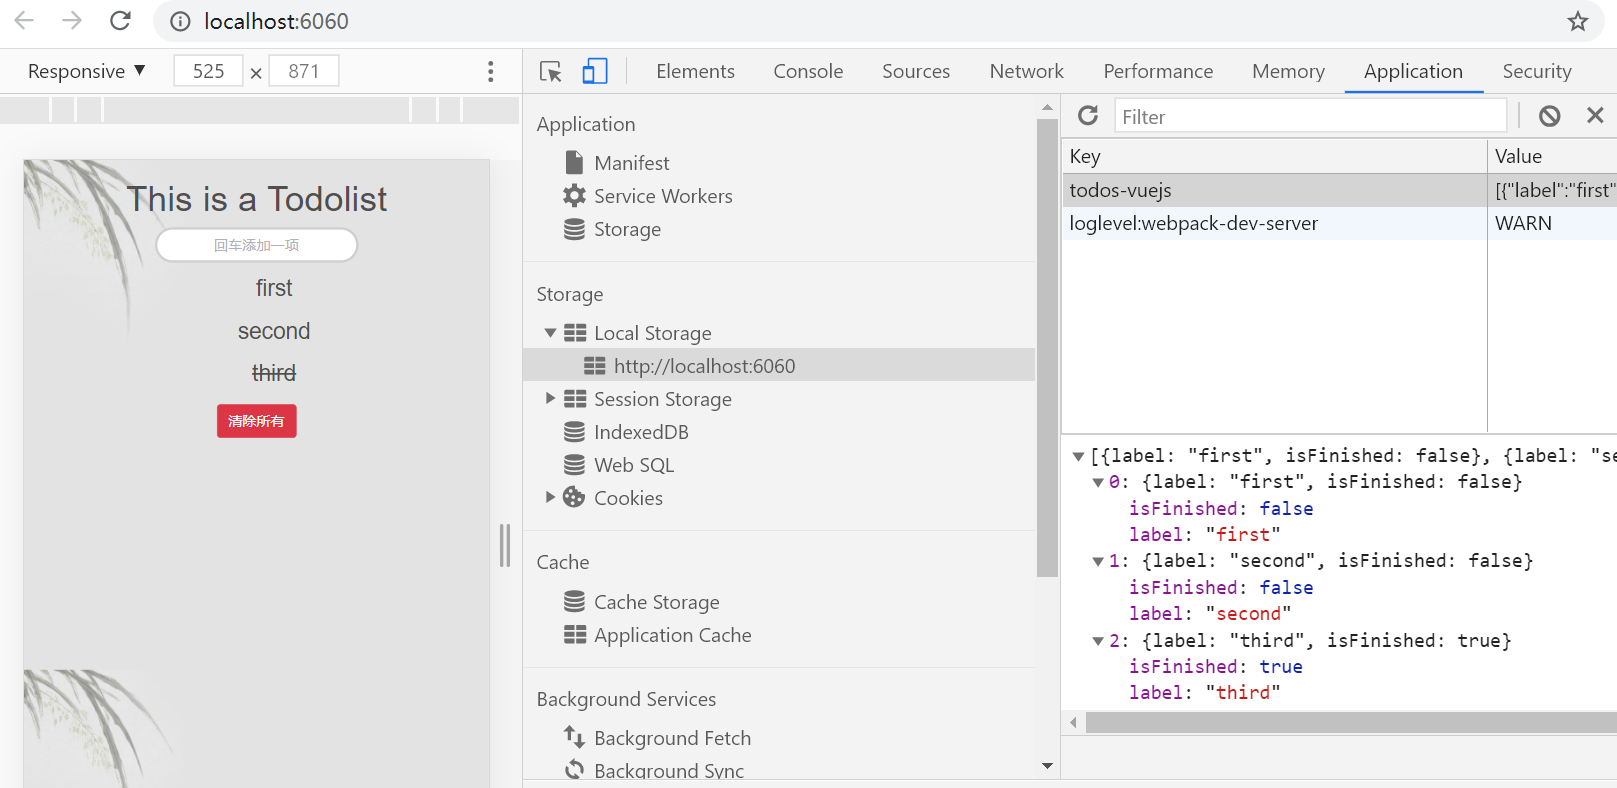 localhost:6060
Responsive ▼ 525 × 871
Elements Console Sources Network Performance Memory Application Security
This is a Todolist
回车添加一项
first
second
third
清除所有
Application
Manifest
Service Workers
Storage
Storage
Local Storage
http://localhost:6060
Session Storage
IndexedDB
Web SQL
Cookies
Cache
Cache Storage
Application Cache
Background Services
Background Fetch
Background Sync
Filter
Key Value
todos-vuejs [{"label":"first"
loglevel:webpack-dev-server WARN
▼[{label: "first", isFinished: false}, {label: "se
▼0: {label: "first", isFinished: false}
isFinished: false
label: "first"
▼1: {label: "second", isFinished: false}
isFinished: false
label: "second"
▼2: {label: "third", isFinished: true}
isFinished: true
label: "third"